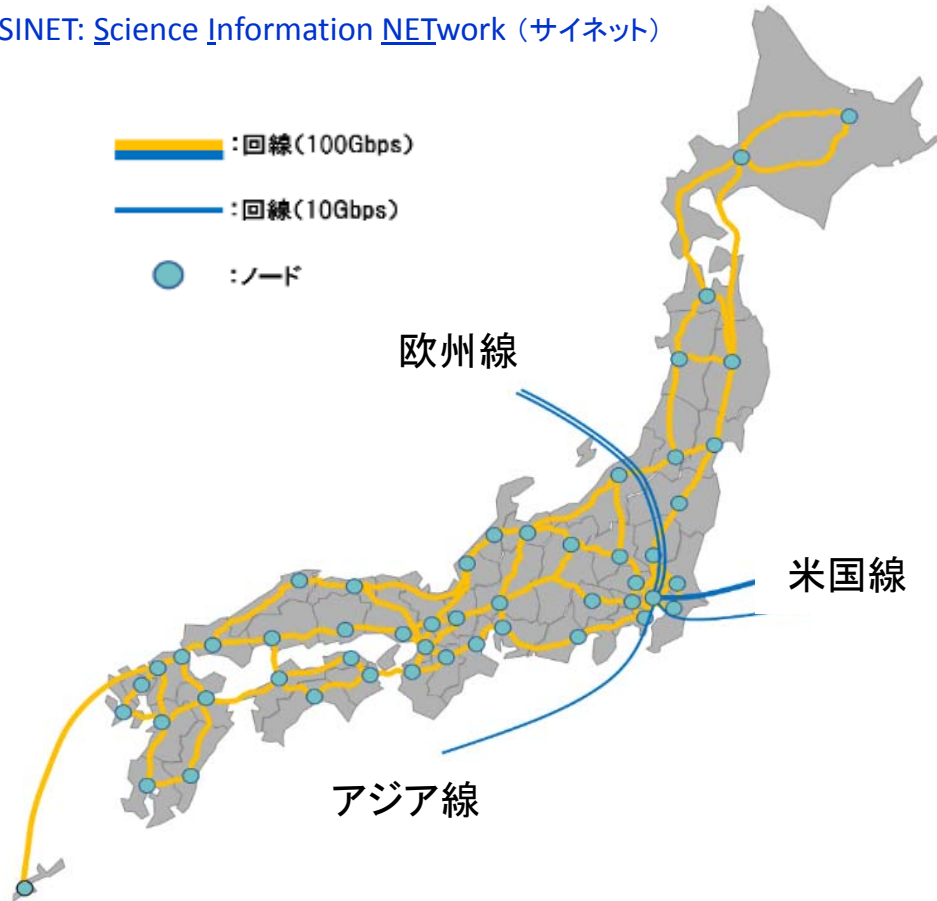 SINET: Science Information NETwork（サイネット）
:回線(100Gbps)
:回線(10Gbps)
:ノード
欧州線
米国線
アジア線